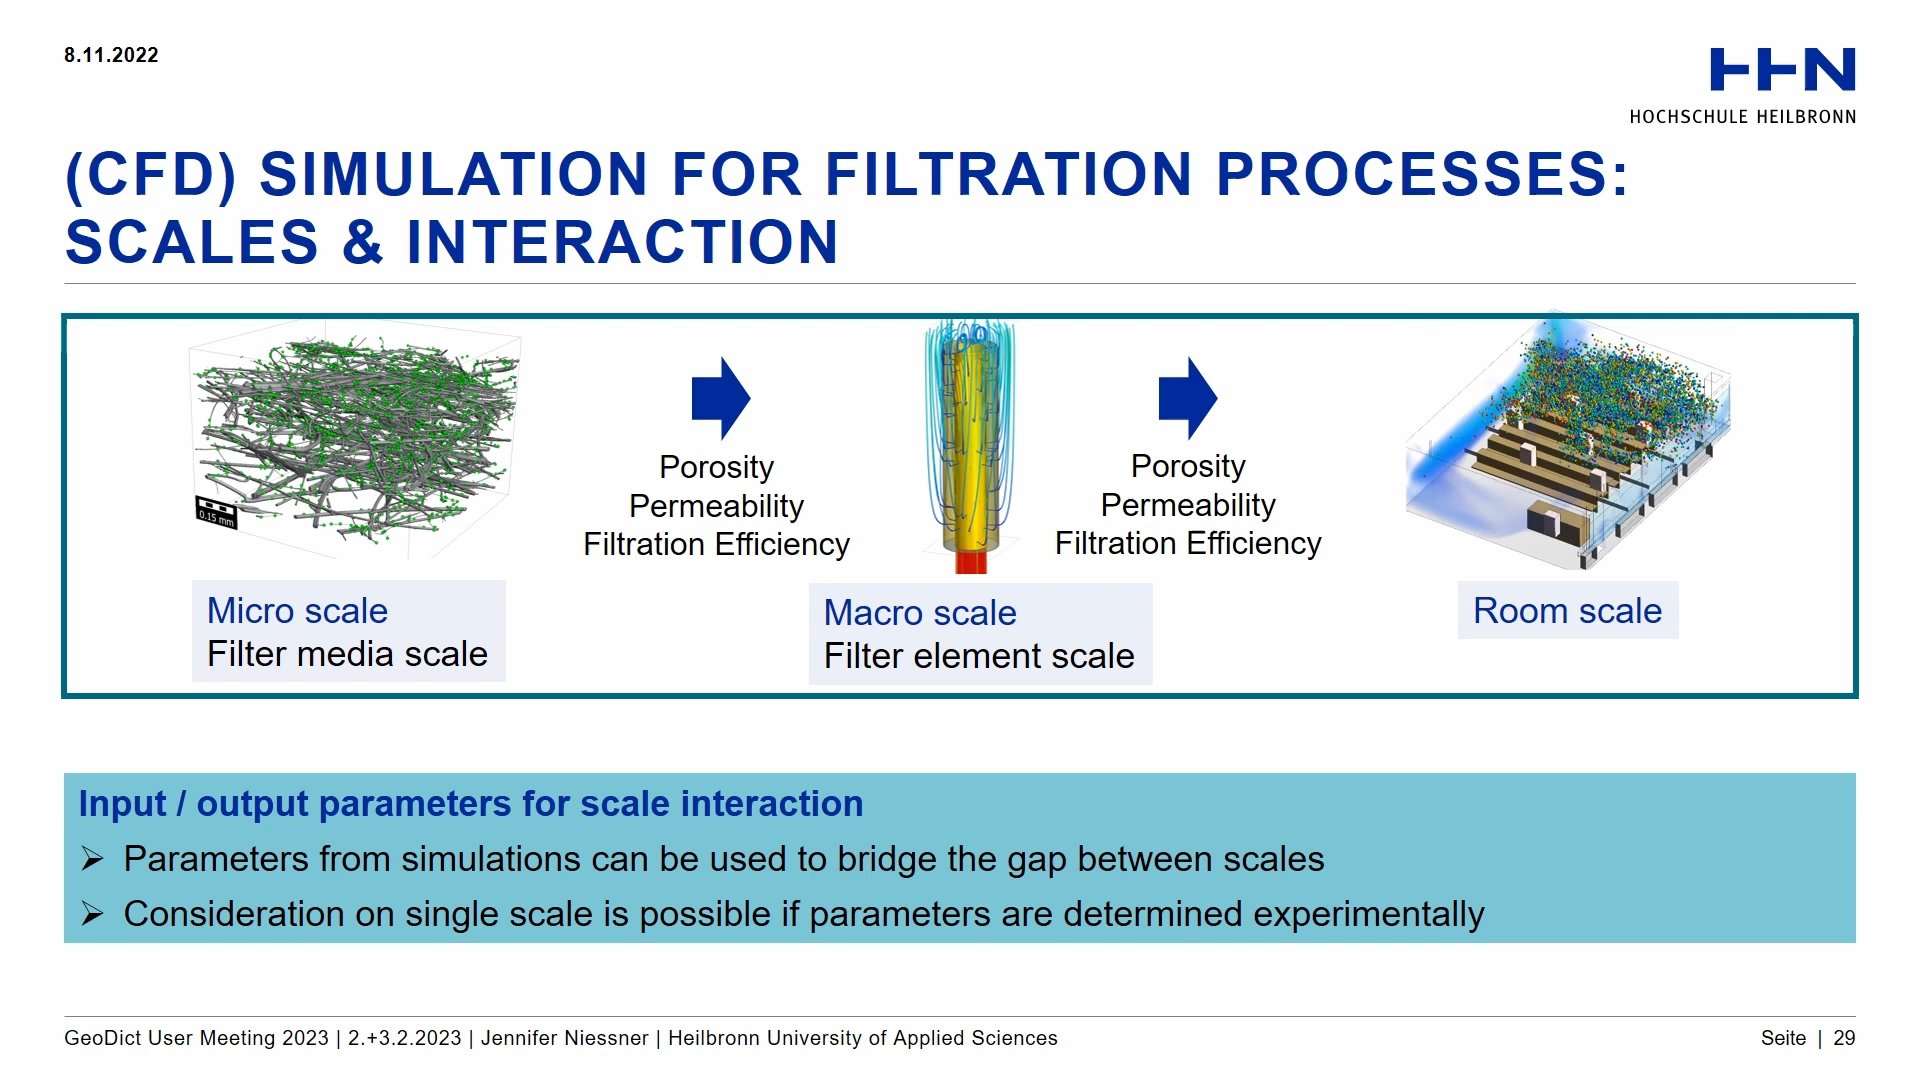 8.11.2022
HHN
HOCHSCHULE HEILBRONN
(CFD) SIMULATION FOR FILTRATION PROCESSES:
SCALES & INTERACTION
0.15 mm
Porosity
Permeability
Filtration Efficiency
Porosity
Permeability
Filtration Efficiency
Micro scale
Filter media scale
Macro scale
Filter element scale
Room scale
Input / output parameters for scale interaction
➢ Parameters from simulations can be used to bridge the gap between scales
➢ Consideration on single scale is possible if parameters are determined experimentally
GeoDict User Meeting 2023 | 2.+3.2.2023 | Jennifer Niessner | Heilbronn University of Applied Sciences
Seite | 29